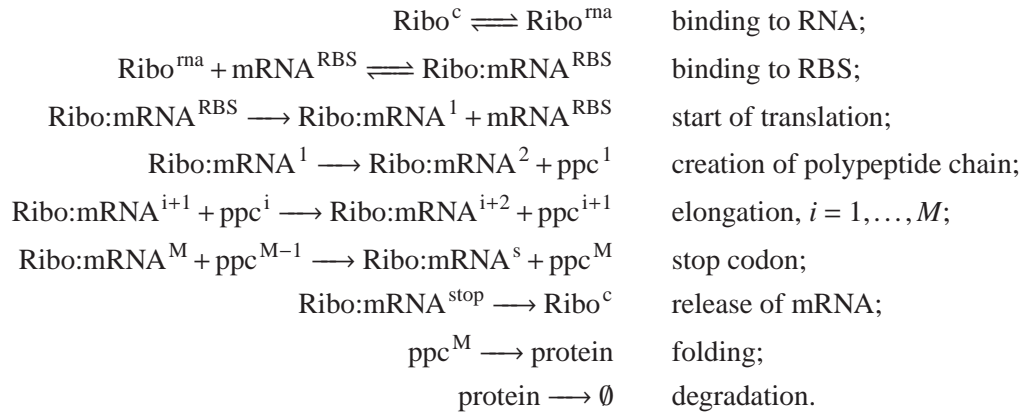 Ribo^c ⇌ Ribo^rna binding to RNA;
Ribo^rna + mRNA^RBS ⇌ Ribo:mRNA^RBS binding to RBS;
Ribo:mRNA^RBS ⟶ Ribo:mRNA^1 + mRNA^RBS start of translation;
Ribo:mRNA^1 ⟶ Ribo:mRNA^2 + ppc^1 creation of polypeptide chain;
Ribo:mRNA^i+1 + ppc^i ⟶ Ribo:mRNA^i+2 + ppc^i+1 elongation, i = 1,...,M;
Ribo:mRNA^M + ppc^M−1 ⟶ Ribo:mRNA^s + ppc^M stop codon;
Ribo:mRNA^stop ⟶ Ribo^c release of mRNA;
ppc^M ⟶ protein folding;
protein ⟶ ∅ degradation.